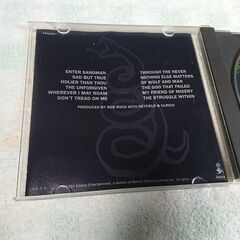 ENTER SANDMAN
SAD BUT TRUE
HOLIER THAN THOU
THE UNFORGIVEN
WHEREVER I MAY ROAM
DON'T TREAD ON ME
THROUGH THE NEVER
NOTHING ELSE MATTERS
OF WOLF AND MAN
THE GOD THAT FAILED
MY FRIEND OF MISERY
THE STRUGGLE WITHIN
PRODUCED BY BOB ROCK WITH HETFIELD & ULRICH